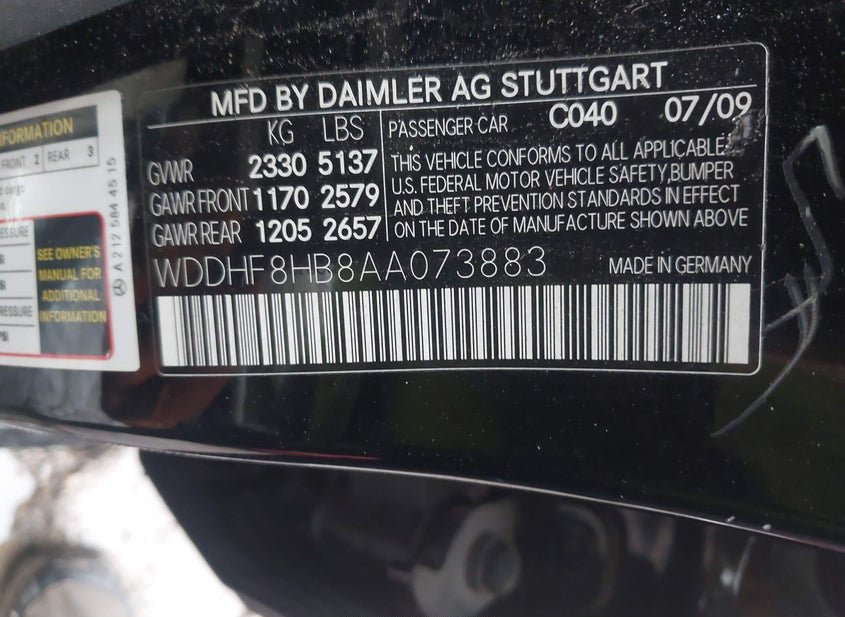 MFD BY DAIMLER AG STUTTGART
KG LBS
GVWR 2330 5137
GAWR FRONT 1170 2579
GAWR REAR 1205 2657
PASSENGER CAR C040 07/09
THIS VEHICLE CONFORMS TO ALL APPLICABLE
U.S. FEDERAL MOTOR VEHICLE SAFETY,BUMPER
AND THEFT PREVENTION STANDARDS IN EFFECT
ON THE DATE OF MANUFACTURE SHOWN ABOVE
WDDHF8HB8AA073883 MADE IN GERMANY
FRONT 2 REAR 3
SEE OWNER'S
MANUAL FOR
ADDITIONAL
INFORMATION
A 212 584 45 15